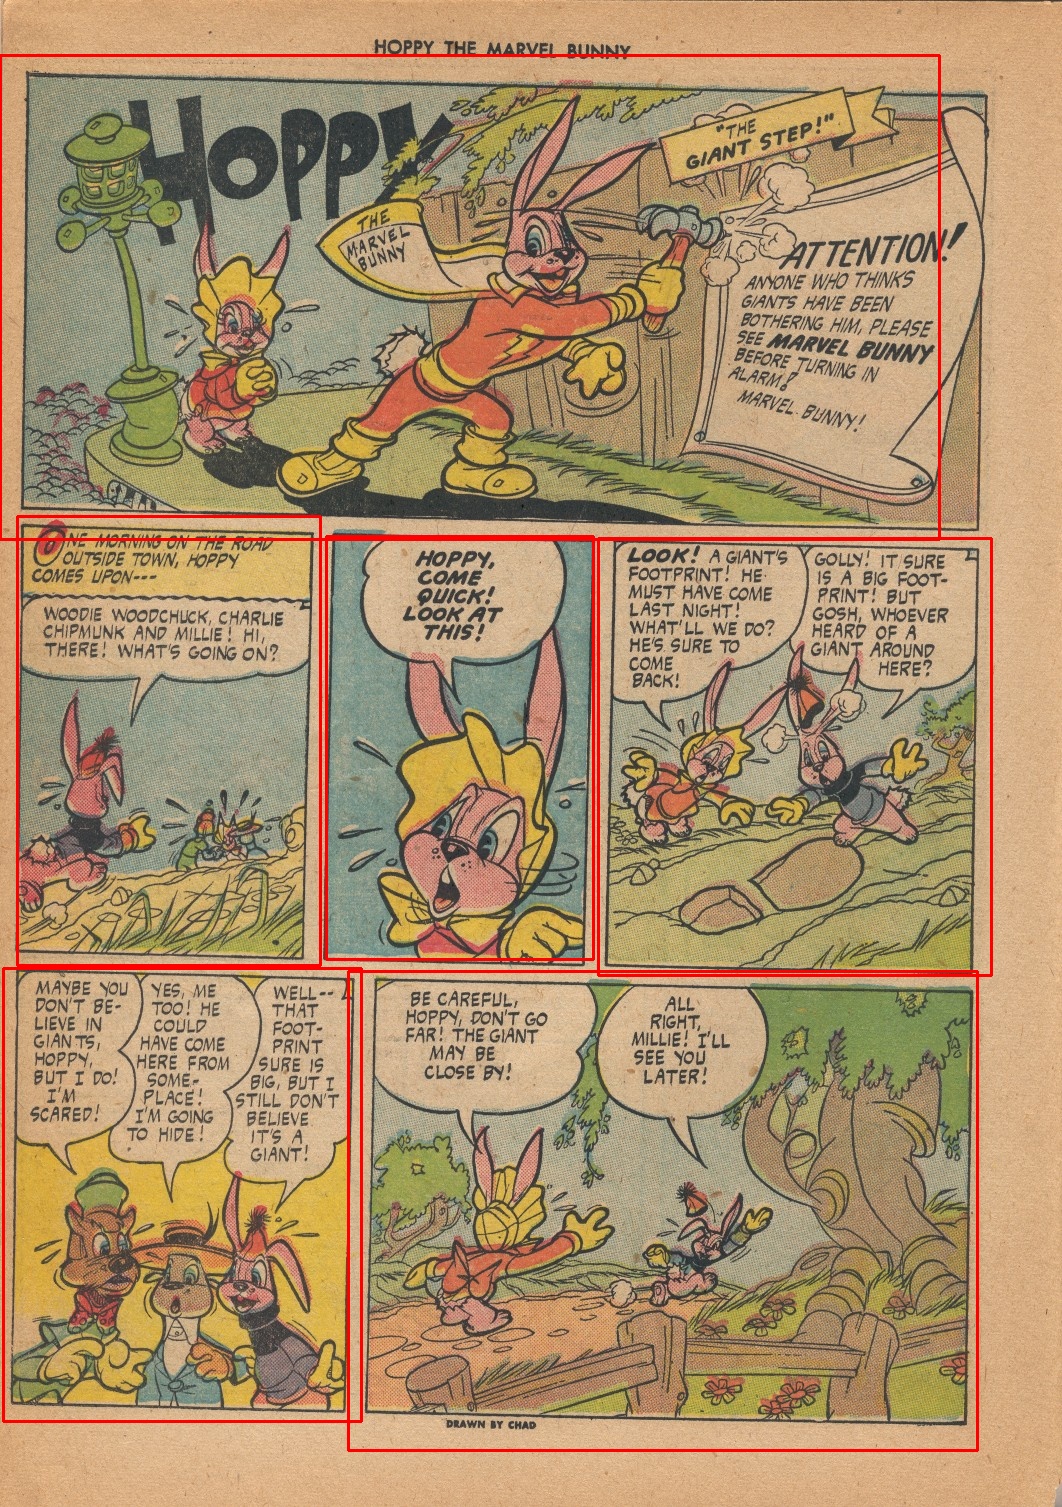 HOPPY THE MARVEL BUNNY
HOPPY
THE
MARVEL
BUNNY
"THE
GIANT STEP!"
ATTENTION!
ANYONE WHO THINKS
GIANTS HAVE BEEN
BOTHERING HIM, PLEASE
SEE MARVEL BUNNY
BEFORE TURNING IN
ALARM!
MARVEL BUNNY!
ONE MORNING ON THE ROAD
OUTSIDE TOWN, HOPPY
COMES UPON---
WOODIE WOODCHUCK, CHARLIE
CHIPMUNK AND MILLIE! HI,
THERE! WHAT'S GOING ON?
HOPPY,
COME
QUICK!
LOOK AT
THIS!
LOOK! A GIANT'S
FOOTPRINT! HE
MUST HAVE COME
LAST NIGHT!
WHAT'LL WE DO?
HE'S SURE TO
COME
BACK!
GOLLY! IT SURE
IS A BIG FOOT-
PRINT! BUT
GOSH, WHOEVER
HEARD OF A
GIANT AROUND
HERE?
MAYBE YOU
DON'T BE-
LIEVE IN
GIANTS,
HOPPY,
BUT I DO!
I'M
SCARED!
YES, ME
TOO! HE
COULD
HAVE COME
HERE FROM
SOME-
PLACE!
I'M GOING
TO HIDE!
WELL--
THAT
FOOT-
PRINT
SURE IS
BIG, BUT I
STILL DON'T
BELIEVE
IT'S A
GIANT!
BE CAREFUL,
HOPPY, DON'T GO
FAR! THE GIANT
MAY BE
CLOSE BY!
ALL
RIGHT,
MILLIE! I'LL
SEE YOU
LATER!
DRAWN BY CHAD